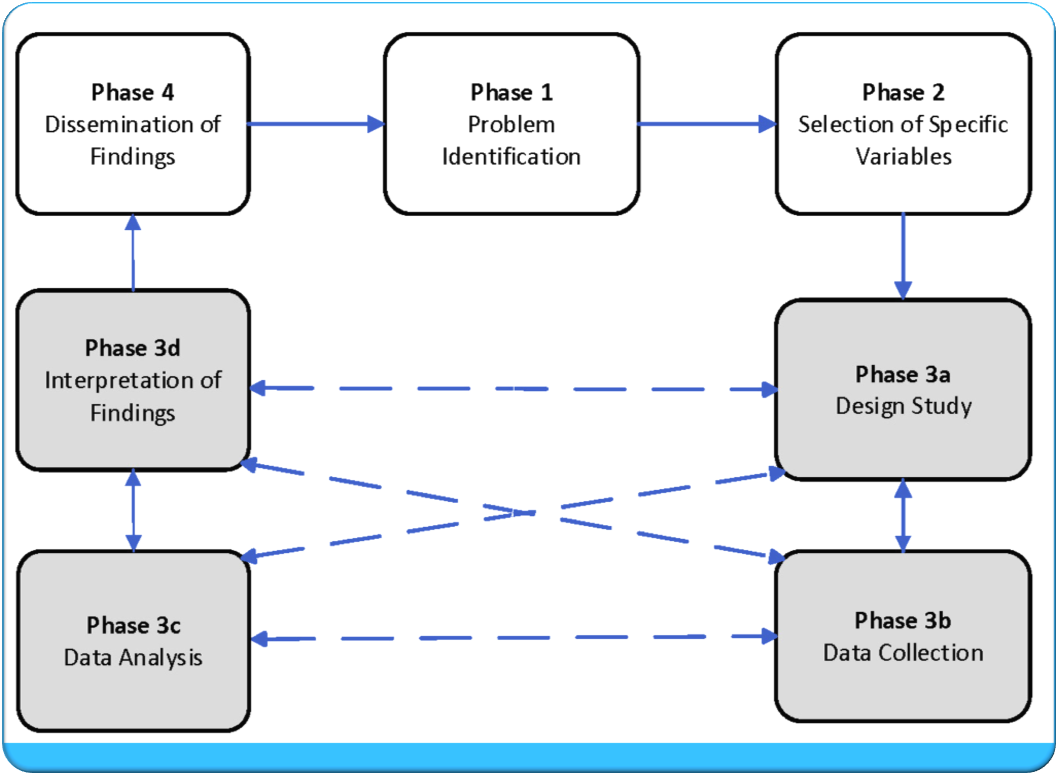 Phase 4
Dissemination of
Findings
Phase 1
Problem
Identification
Phase 2
Selection of Specific
Variables
Phase 3d
Interpretation of
Findings
Phase 3a
Design Study
Phase 3c
Data Analysis
Phase 3b
Data Collection